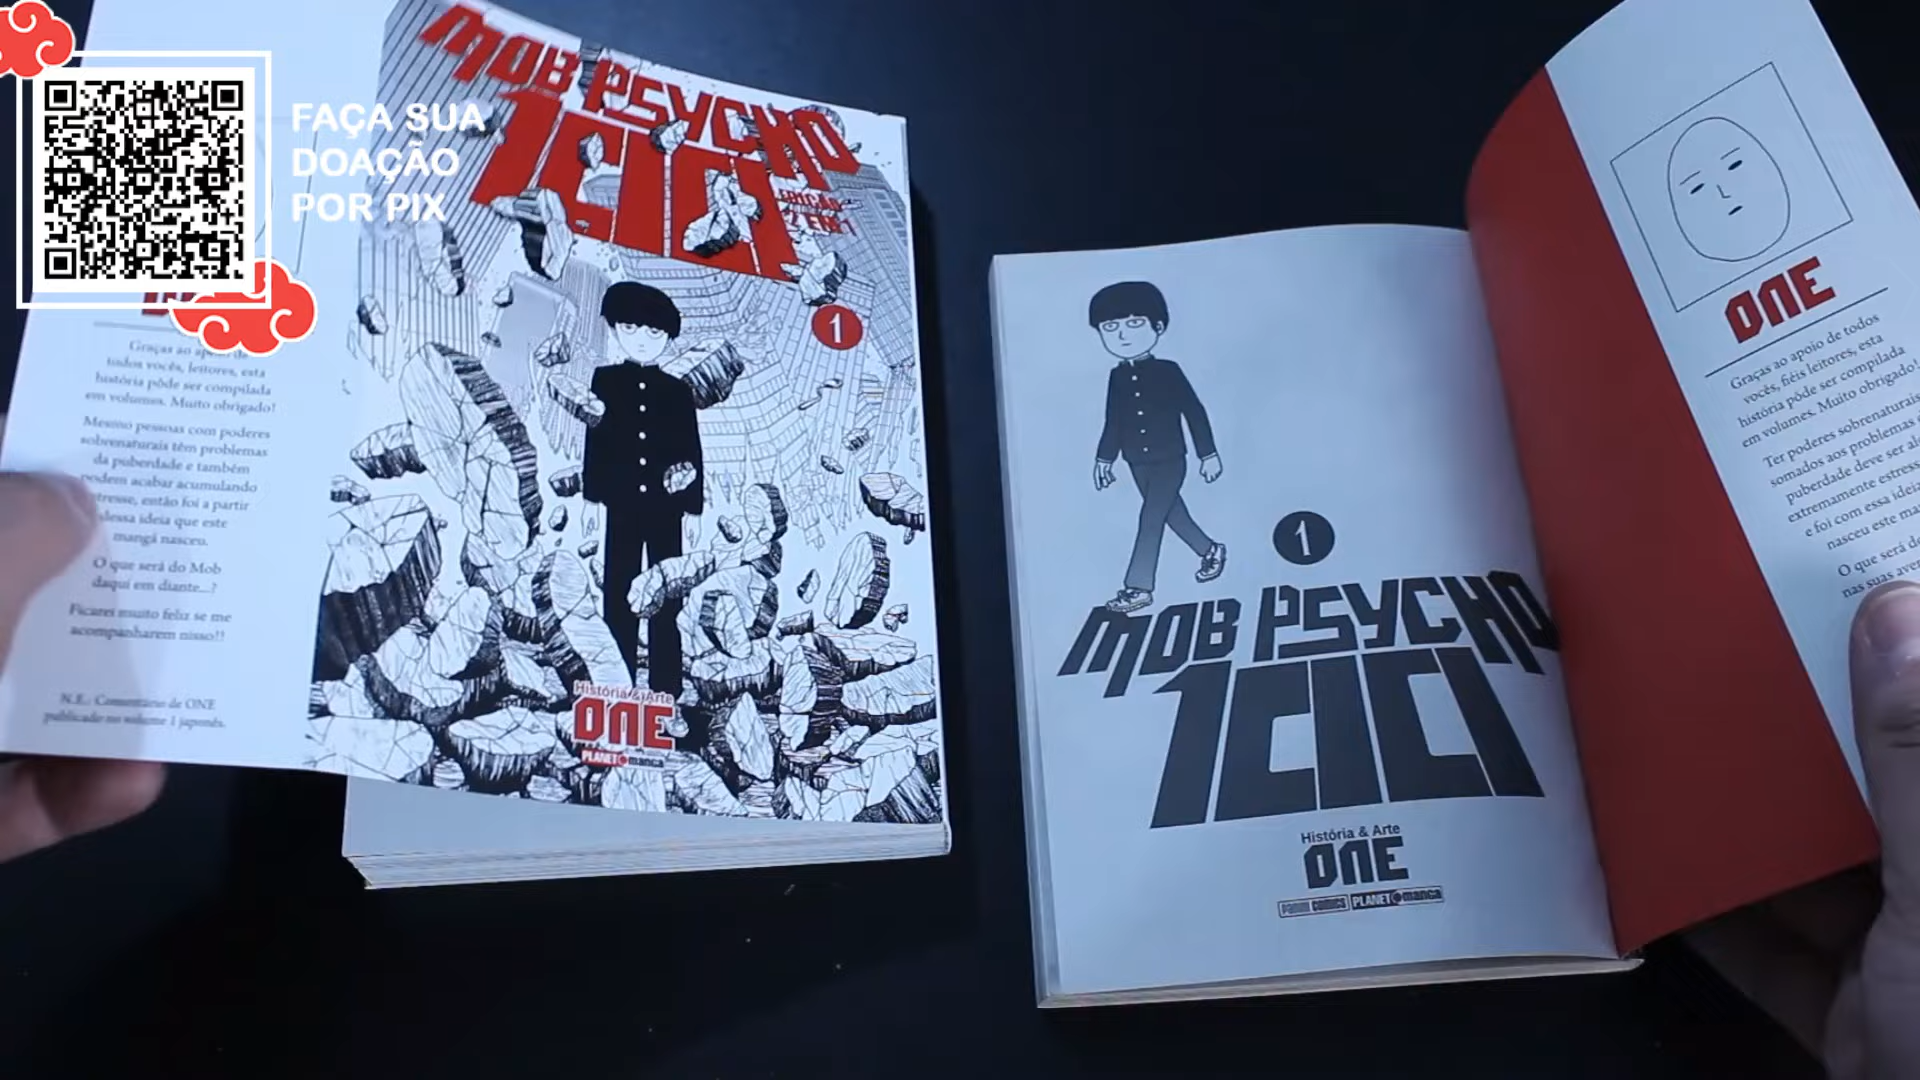 FAÇA SUA
DOAÇÃO
POR PIX
Graças ao apoio de
todos vocês, leitores, esta
história pôde ser compilada
em volumes. Muito obrigado!
Mesmo pessoas com poderes
sobrenaturais têm problemas
da puberdade e também
podem acabar acumulando
estresse, então foi a partir
dessa ideia que este
mangá nasceu.
O que será do Mob
daqui em diante...?
Ficarei muito feliz se me
acompanharem nisso!!
N.E.: Comentário de ONE
publicado no volume 1 japonês.
MOB PSYCHO
100
EDIÇÃO
2 EM 1
1
História & Arte
ONE
PLANET manga
1
MOB PSYCHO
100
História & Arte
ONE
PANINI COMICS PLANET manga
ONE
Graças ao apoio de todos
vocês, fiéis leitores, esta
história pôde ser compilada
em volumes. Muito obrigado!
Ter poderes sobrenaturais
somados aos problemas
puberdade deve ser
extremamente
e foi com essa ideia
nasceu este
O que será
nas suas